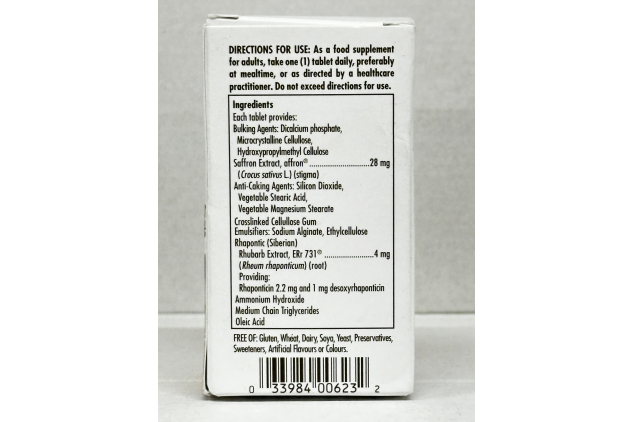 DIRECTIONS FOR USE: As a food supplement
for adults, take one (1) tablet daily, preferably
at mealtime, or as directed by a healthcare
practitioner. Do not exceed directions for use.
Ingredients
Each tablet provides:
Bulking Agents: Dicalcium phosphate,
Microcrystalline Cellulose,
Hydroxypropylmethyl Cellulose
Saffron Extract, affron®..............................28 mg
(Crocus sativus L.) (stigma)
Anti-Caking Agents: Silicon Dioxide,
Vegetable Stearic Acid,
Vegetable Magnesium Stearate
Crosslinked Cellulose Gum
Emulsifiers: Sodium Alginate, Ethylcellulose
Rhapontic (Siberian)
Rhubarb Extract, ERr 731® .........................4 mg
(Rheum rhaponticum) (root)
Providing:
Rhaponticin 2.2 mg and 1 mg desoxyrhaponticin
Ammonium Hydroxide
Medium Chain Triglycerides
Oleic Acid
FREE OF: Gluten, Wheat, Dairy, Soya, Yeast, Preservatives,
Sweeteners, Artificial Flavours or Colours.
0 33984 00623 2